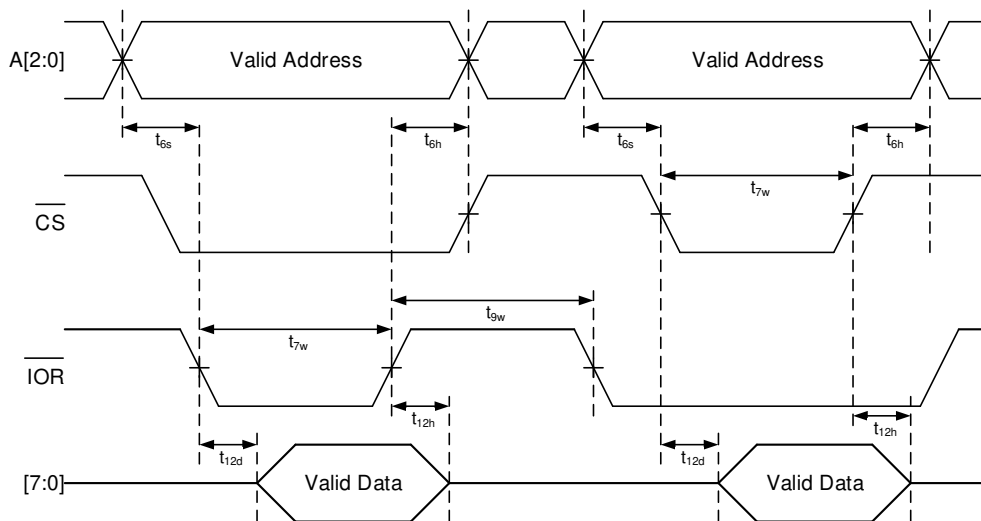 A[2:0] Valid Address Valid Address
t6s t6h t6s t6h
CS t7w
t9w
IOR t7w
t12h t12h
t12d t12d
[7:0] Valid Data Valid Data